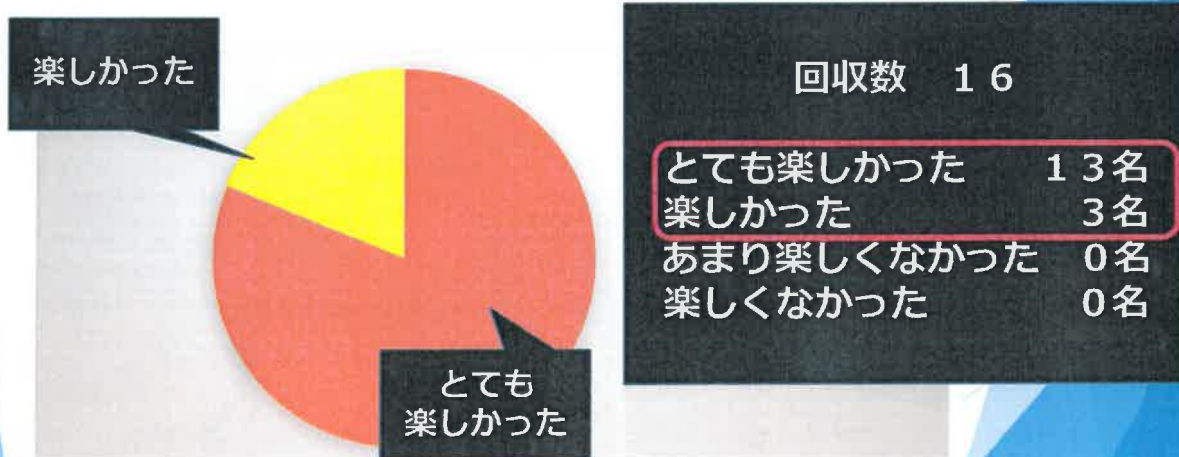 楽しかった
とても
楽しかった
回収数　１６
とても楽しかった　　１３名
楽しかった　　　　　　３名
あまり楽しくなかった　０名
楽しくなかった　　　　０名